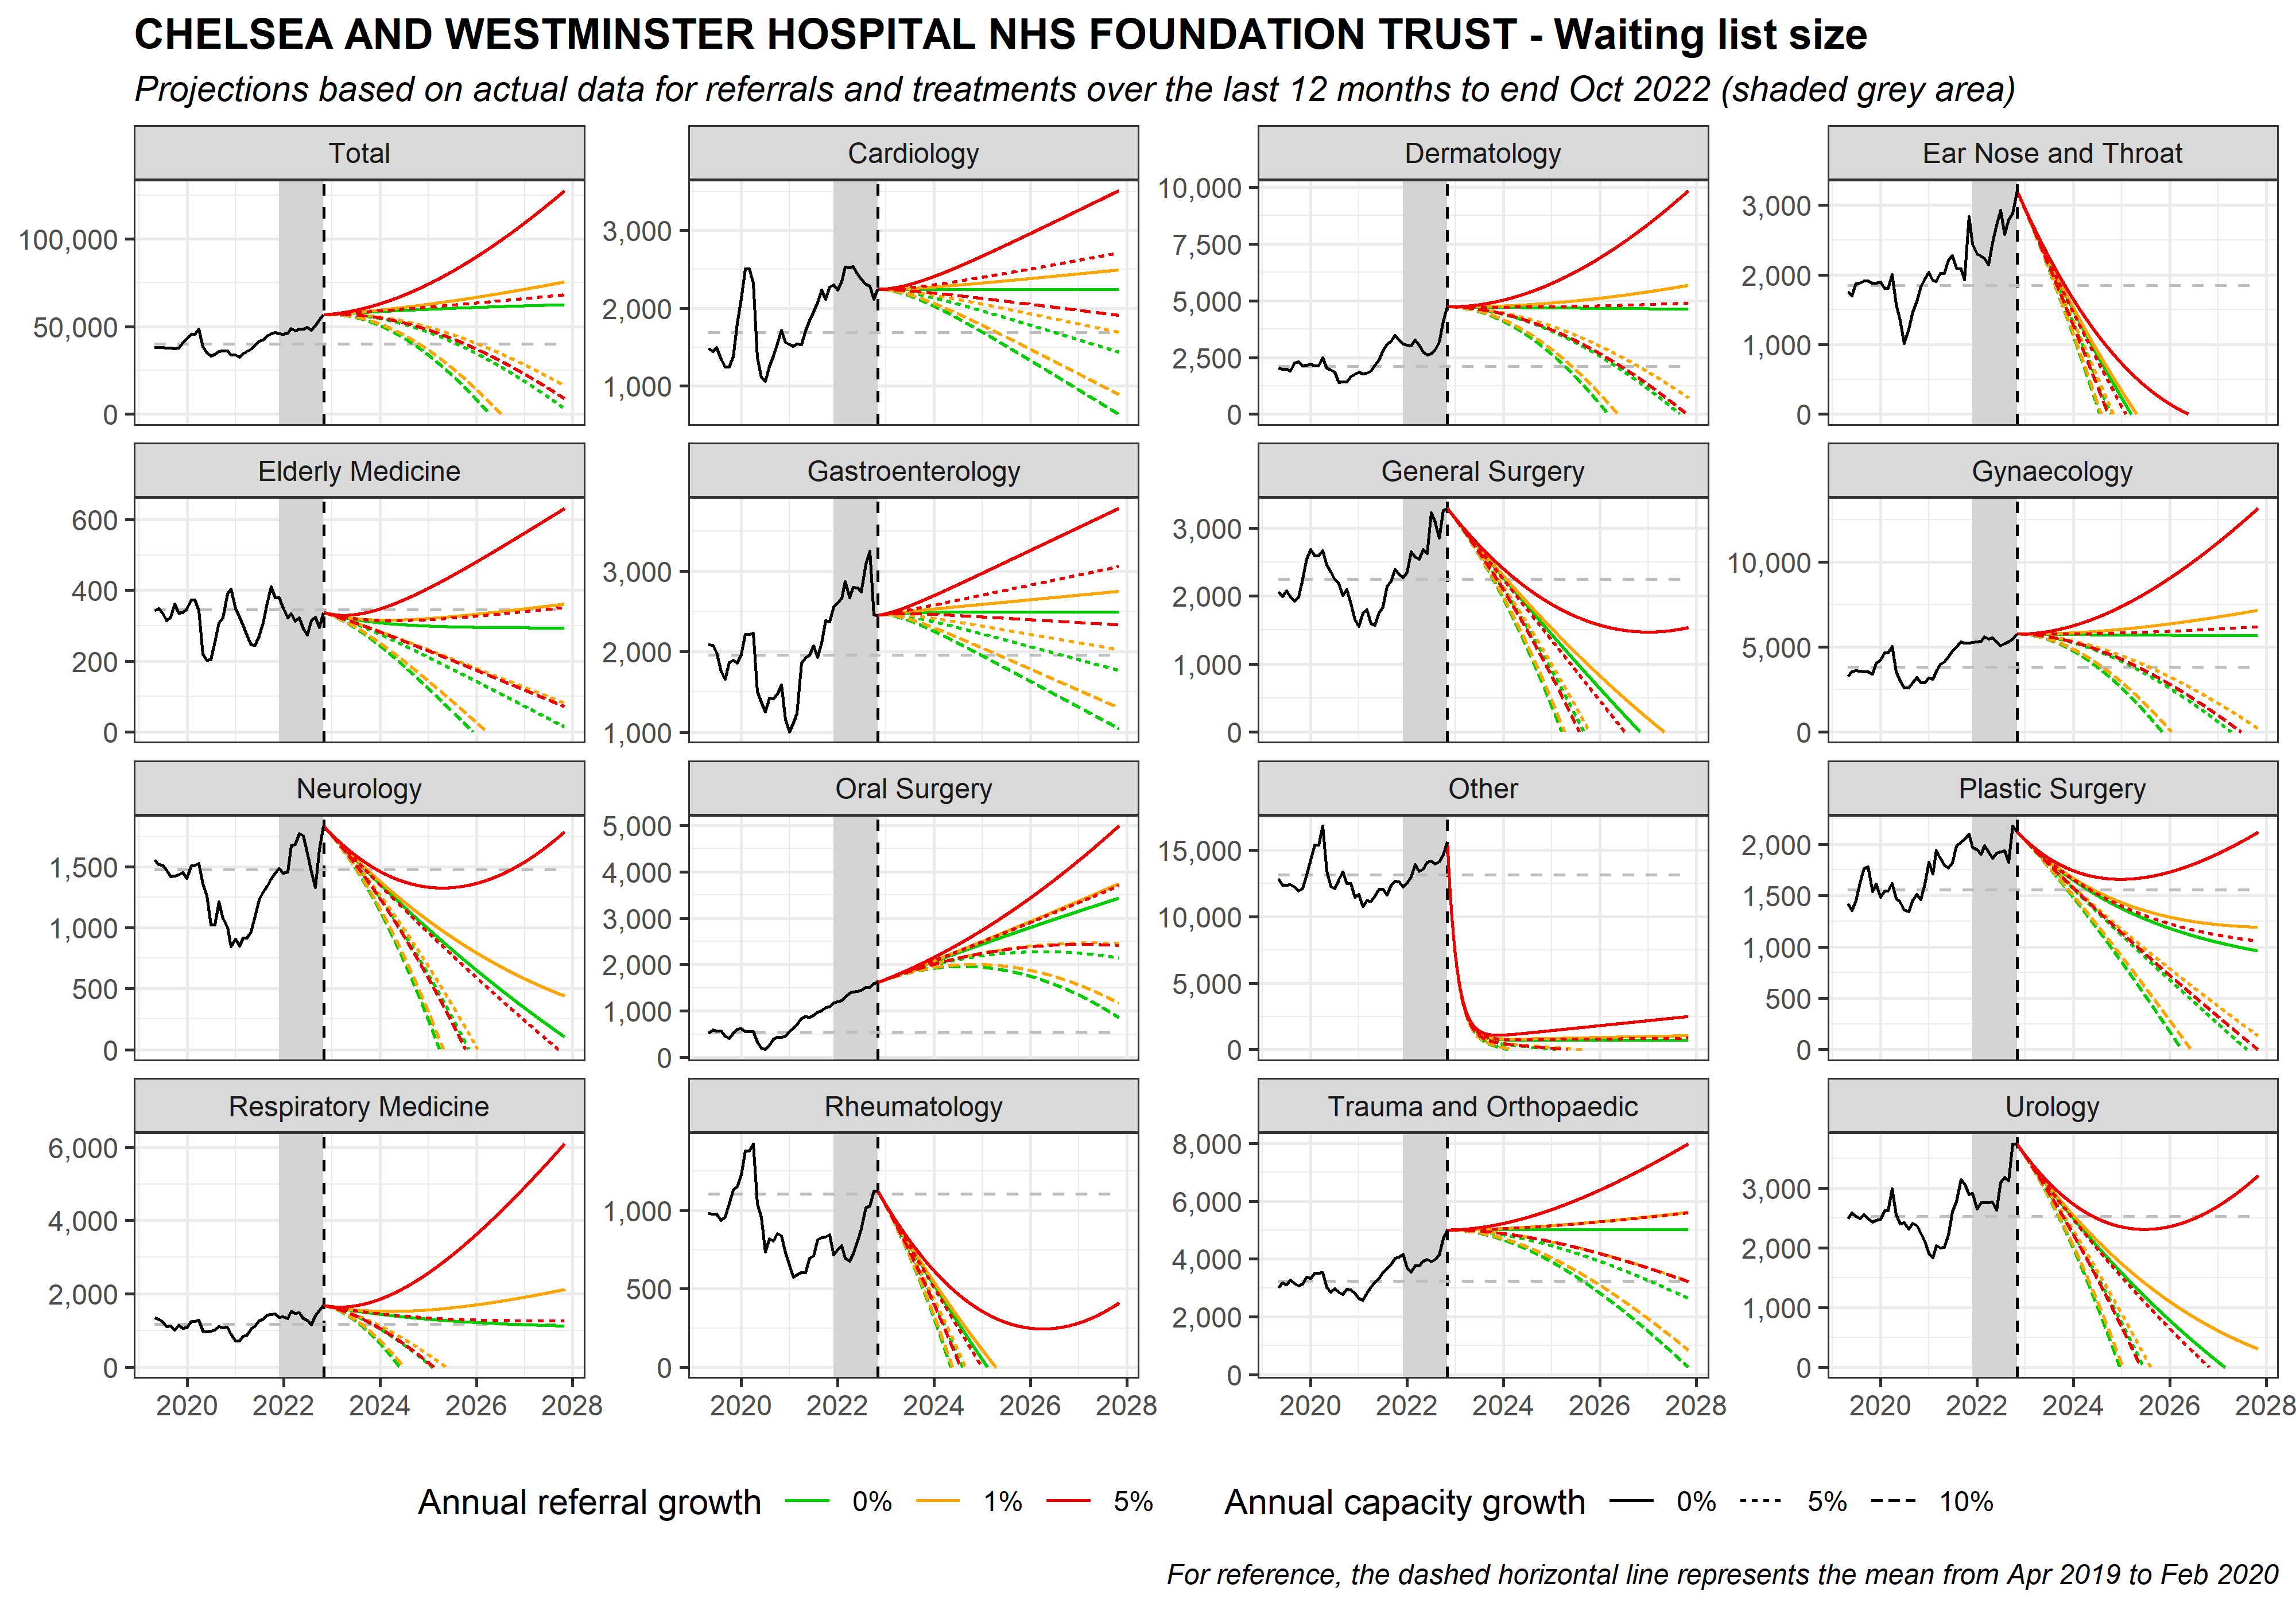 CHELSEA AND WESTMINSTER HOSPITAL NHS FOUNDATION TRUST - Waiting list size
Projections based on actual data for referrals and treatments over the last 12 months to end Oct 2022 (shaded grey area)
Total
100,000
50,000
0
Cardiology
3,000
2,000
1,000
Dermatology
10,000
7,500
5,000
2,500
0
Ear Nose and Throat
3,000
2,000
1,000
0
Elderly Medicine
600
400
200
0
Gastroenterology
3,000
2,000
1,000
General Surgery
3,000
2,000
1,000
0
Gynaecology
10,000
5,000
0
Neurology
1,500
1,000
500
0
Oral Surgery
5,000
4,000
3,000
2,000
1,000
0
Other
15,000
10,000
5,000
0
Plastic Surgery
2,000
1,500
1,000
500
0
Respiratory Medicine
6,000
4,000
2,000
0
2020 2022 2024 2026 2028
Rheumatology
1,000
500
0
2020 2022 2024 2026 2028
Trauma and Orthopaedic
8,000
6,000
4,000
2,000
0
2020 2022 2024 2026 2028
Urology
3,000
2,000
1,000
0
2020 2022 2024 2026 2028
Annual referral growth 0% 1% 5% Annual capacity growth 0% 5% 10%
For reference, the dashed horizontal line represents the mean from Apr 2019 to Feb 2020